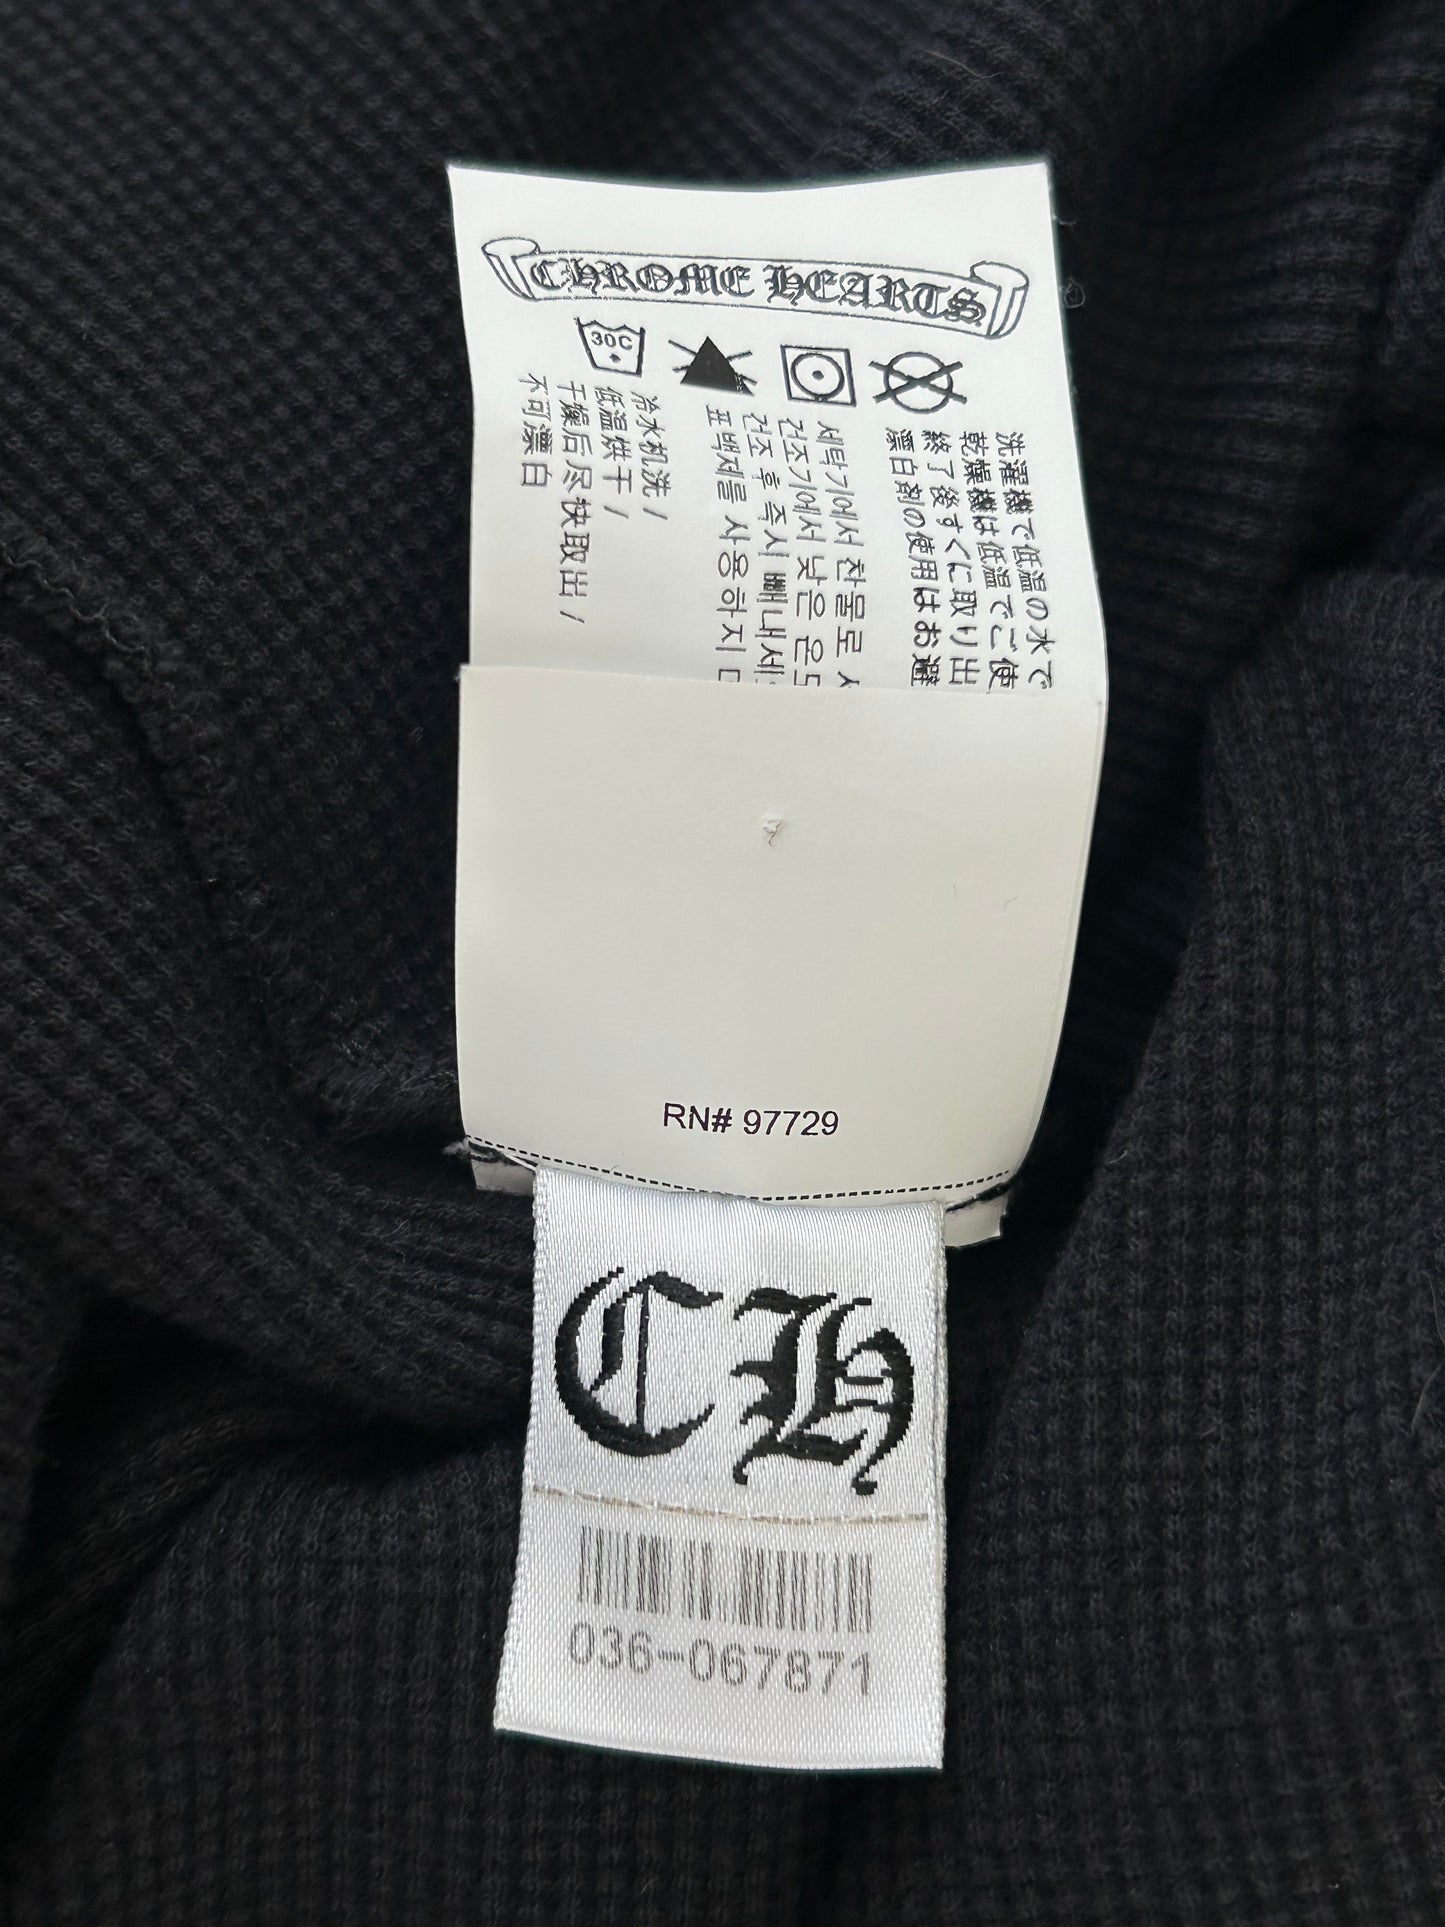 CHROME HEARTS
30C
洗濯機で低温の水で
乾燥機は低温でご使
終了後すぐに取り出
漂白剤の使用はお避
세탁기에서 찬물로
건조기에서 낮은
건조 후 즉시 빼내세
표백제를 사용하지
冷水机洗 /
低温烘干 /
干燥后尽快取出 /
不可漂白
RN# 97729
CH
036-067871